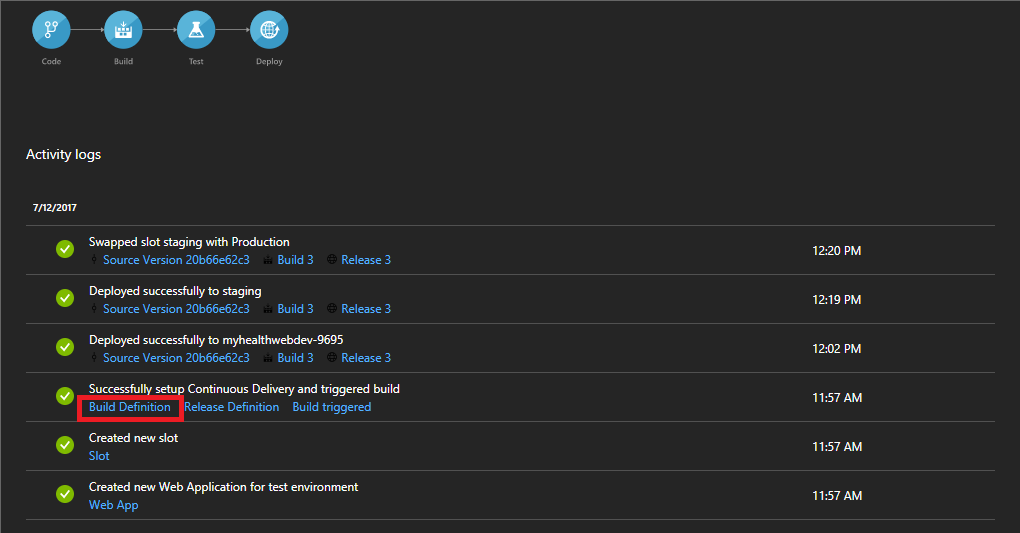 Code Build Test Deploy
Activity logs
7/12/2017
Swapped slot staging with Production
Source Version 20b66e62c3 Build 3 Release 3
12:20 PM
Deployed successfully to staging
Source Version 20b66e62c3 Build 3 Release 3
12:19 PM
Deployed successfully to myhealthwebdev-9695
Source Version 20b66e62c3 Build 3 Release 3
12:02 PM
Successfully setup Continuous Delivery and triggered build
Build Definition Release Definition Build triggered
11:57 AM
Created new slot
Slot
11:57 AM
Created new Web Application for test environment
Web App
11:55 AM